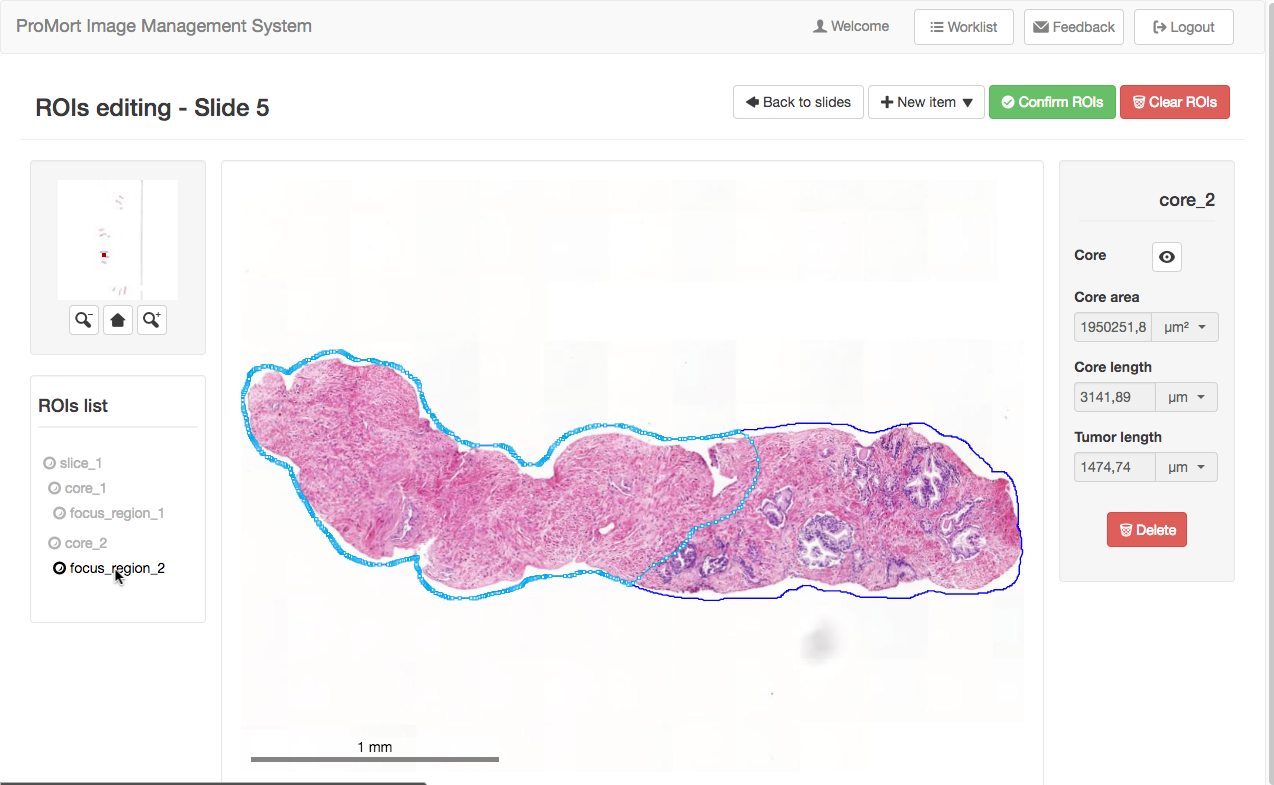 ProMort Image Management System
Welcome
Worklist
Feedback
Logout
ROIs editing - Slide 5
Back to slides
New item ▼
Confirm ROIs
Clear ROIs
ROIs list
slice_1
core_1
focus_region_1
core_2
focus_region_2
1 mm
core_2
Core
Core area
1950251,8 µm²
Core length
3141,89 µm
Tumor length
1474,74 µm
Delete